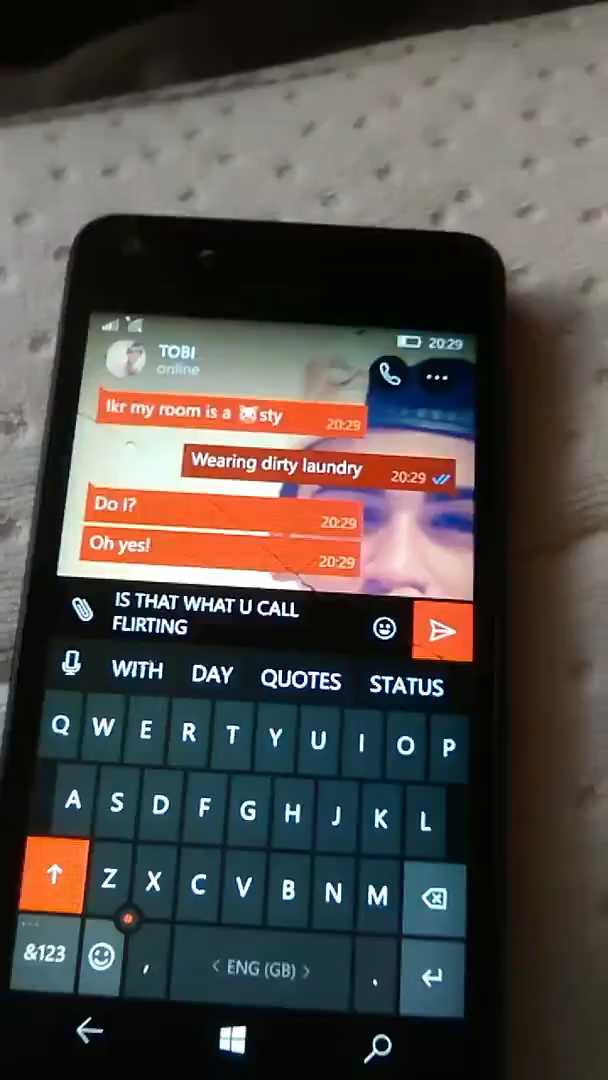 20:29
TOBI
online
Ikr my room is a 🐷sty
20:29
Wearing dirty laundry
20:29
Do I?
20:29
Oh yes!
20:29
IS THAT WHAT U CALL
FLIRTING
WITH DAY QUOTES STATUS
Q W E R T Y U I O P
A S D F G H J K L
Z X C V B N M
&123 , < ENG (GB) > .